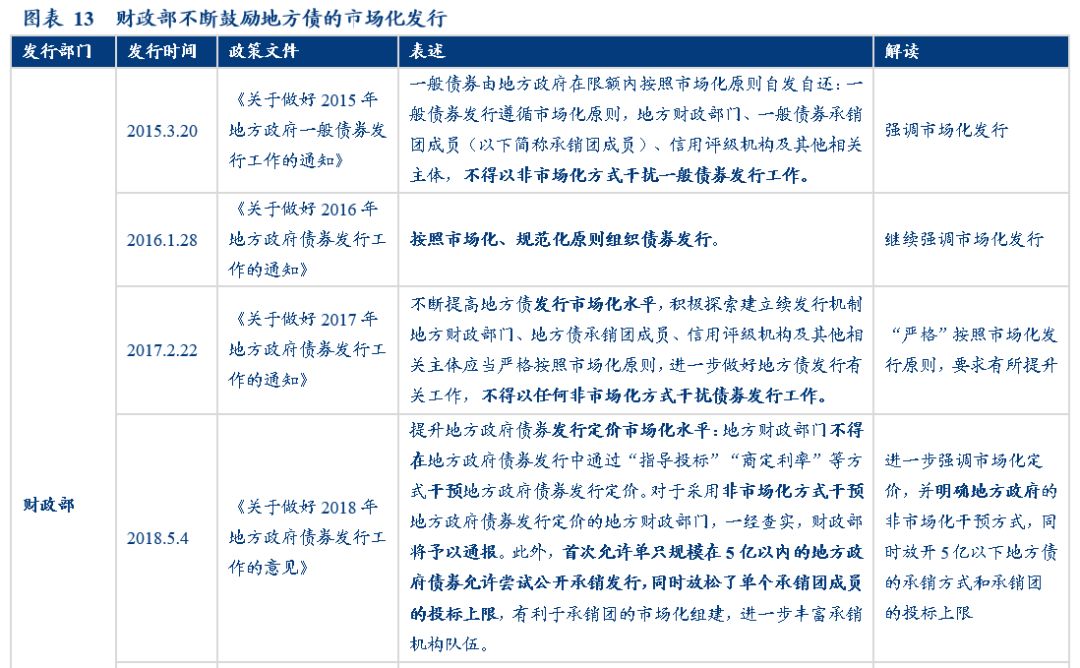 图表 13 财政部不断鼓励地方债的市场化发行
发行部门 发行时间 政策文件 表述 解读
财政部
2015.3.20
《关于做好 2015 年
地方政府一般债券发
行工作的通知》
一般债券由地方政府在限额内按照市场化原则自发自还：一
般债券发行遵循市场化原则，地方财政部门、一般债券承销
团成员（以下简称承销团成员）、信用评级机构及其他相关
主体，不得以非市场化方式干扰一般债券发行工作。
强调市场化发行
2016.1.28
《关于做好 2016 年
地方政府债券发行工
作的通知》
按照市场化、规范化原则组织债券发行。
继续强调市场化发行
2017.2.22
《关于做好 2017 年
地方政府债券发行工
作的通知》
不断提高地方债发行市场化水平，积极探索建立续发行机制
地方财政部门、地方债承销团成员、信用评级机构及其他相
关主体应当严格按照市场化原则，进一步做好地方债发行有
关工作，不得以任何非市场化方式干扰债券发行工作。
“严格”按照市场化发
行原则，要求有所提升
2018.5.4
《关于做好 2018 年
地方政府债券发行工
作的意见》
提升地方政府债券发行定价市场化水平：地方财政部门不得
在地方政府债券发行中通过“指导投标”“商定利率”等方
式干预地方政府债券发行定价。对于采用非市场化方式干预
地方政府债券发行定价的地方财政部门，一经查实，财政部
将予以通报。此外，首次允许单只规模在 5 亿以内的地方政
府债券允许尝试公开承销发行，同时放松了单个承销团成员
的投标上限，有利于承销团的市场化组建，进一步丰富承销
机构队伍。
进一步强调市场化定
价，并明确地方政府的
非市场化干预方式，同
时放开 5 亿以下地方债
的承销方式和承销团
的投标上限